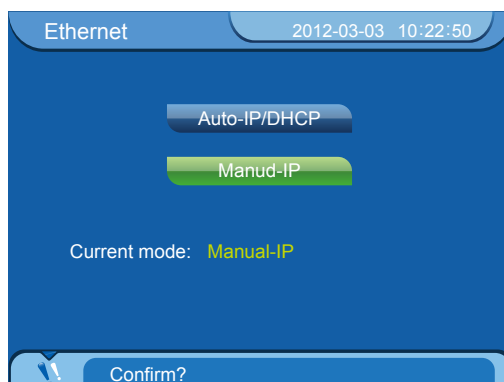 Ethernet 2012-03-03 10:22:50
Auto-IP/DHCP
Manud-IP
Current mode: Manual-IP
Confirm?